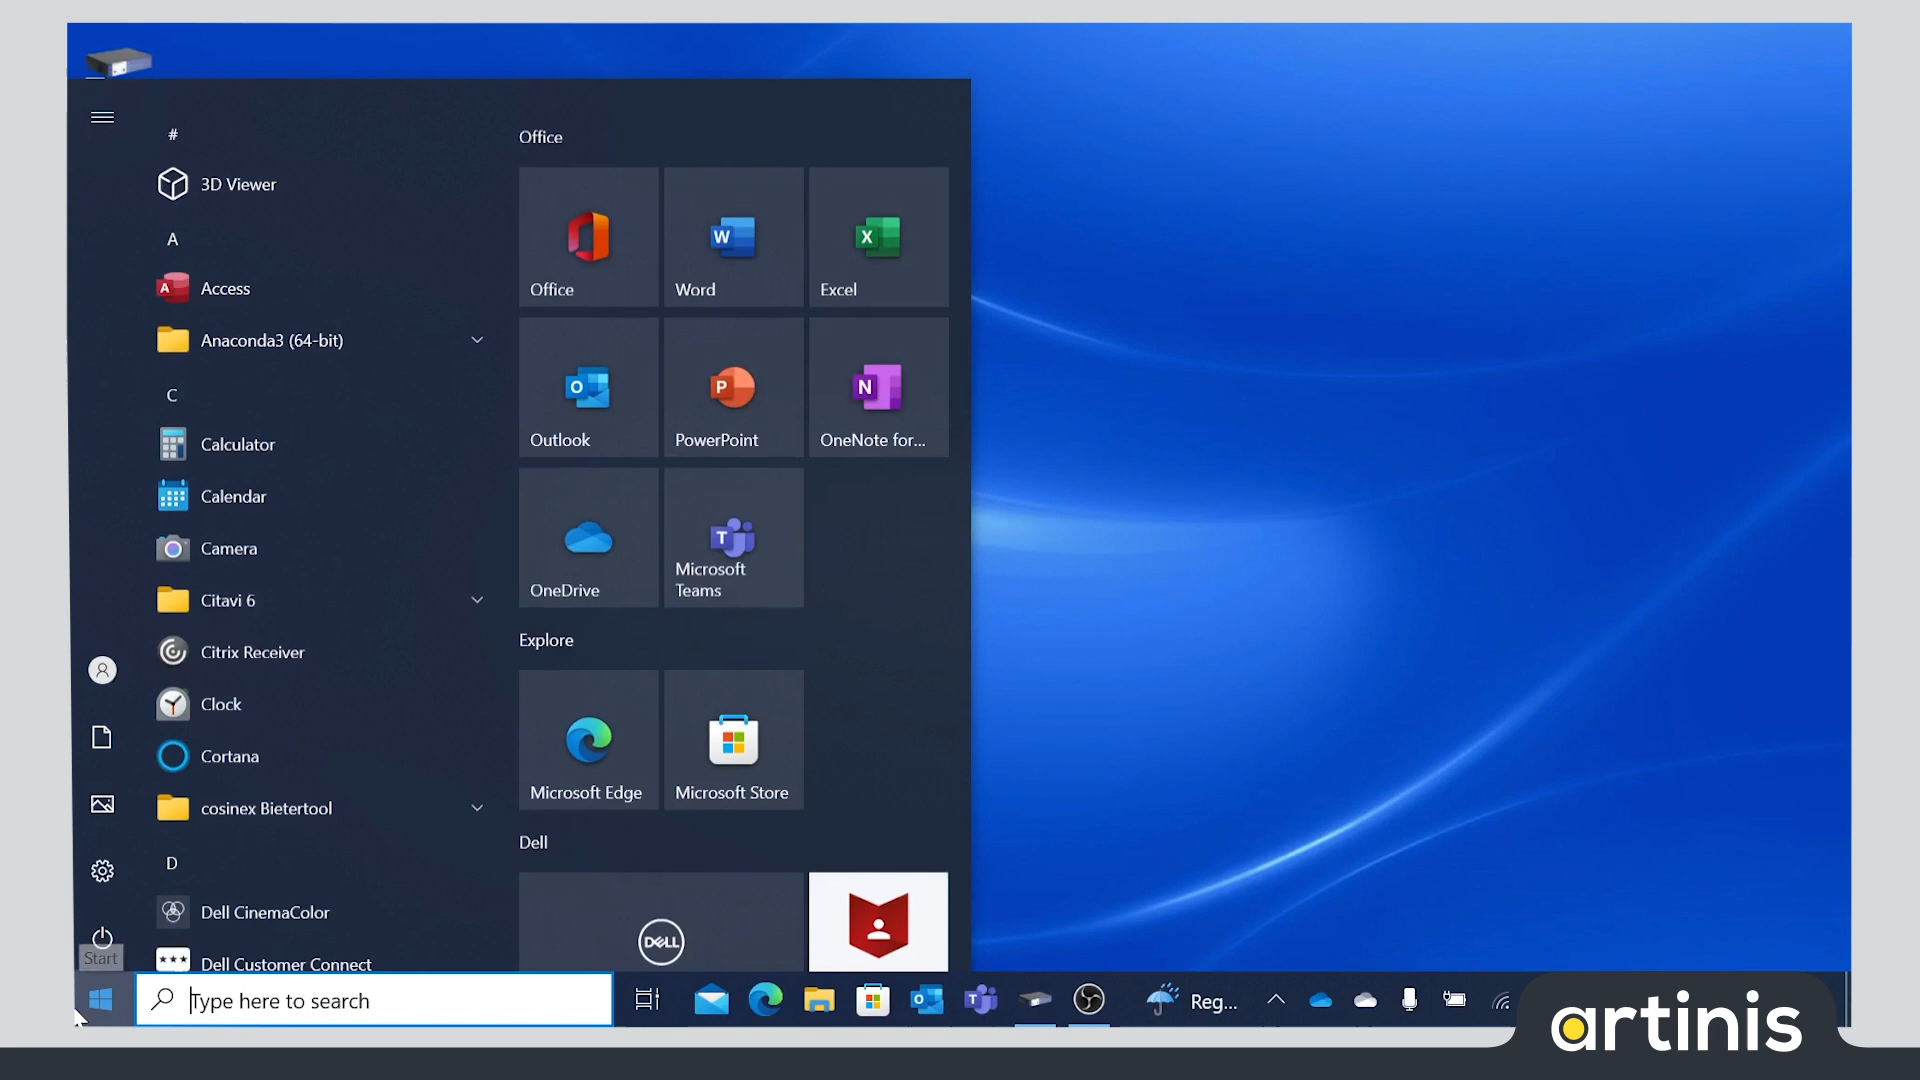 #
3D Viewer
A
Access
Anaconda3 (64-bit)
C
Calculator
Calendar
Camera
Citavi 6
Citrix Receiver
Clock
Cortana
cosinex Bietertool
D
Dell CinemaColor
Dell Customer Connect
Start
Office
Office
Word
Excel
Outlook
PowerPoint
OneNote for...
OneDrive
Microsoft
Teams
Explore
Microsoft Edge
Microsoft Store
Dell
DELL
Type here to search
Reg...
artinis